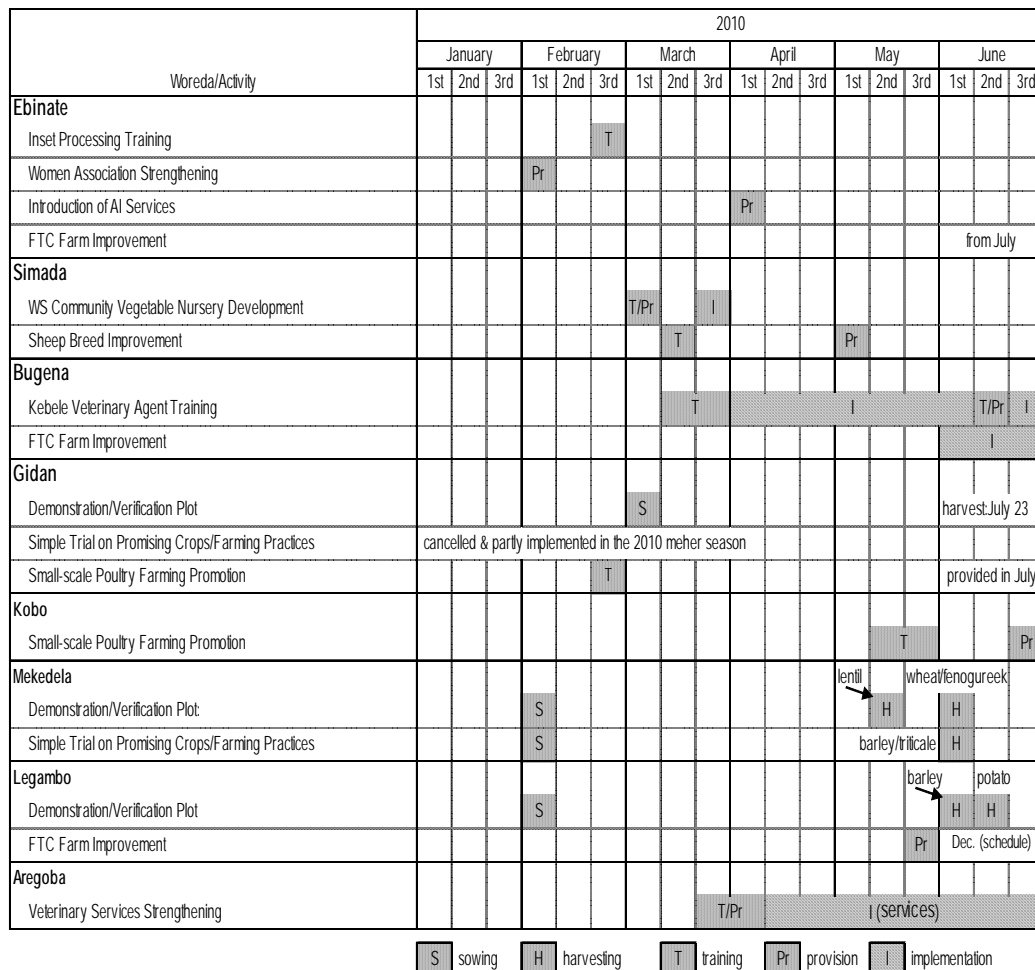 2010
January February March April May June
Woreda/Activity 1st 2nd 3rd 1st 2nd 3rd 1st 2nd 3rd 1st 2nd 3rd 1st 2nd 3rd 1st 2nd 3rd
Ebinate
Inset Processing Training T
Women Association Strengthening Pr
Introduction of AI Services Pr
FTC Farm Improvement from July
Simada
WS Community Vegetable Nursery Development T/Pr I
Sheep Breed Improvement T Pr
Bugena
Kebele Veterinary Agent Training T I T/Pr I
FTC Farm Improvement I
Gidan
Demonstration/Verification Plot S harvest:July 23
Simple Trial on Promising Crops/Farming Practices cancelled & partly implemented in the 2010 meher season
Small-scale Poultry Farming Promotion T provided in July
Kobo
Small-scale Poultry Farming Promotion T Pr
Mekedela lentil wheat/fenogureek
Demonstration/Verification Plot: S H H
Simple Trial on Promising Crops/Farming Practices S barley/triticale H
Legambo barley potato
Demonstration/Verification Plot S H H
FTC Farm Improvement Pr Dec. (schedule)
Aregoba
Veterinary Services Strengthening T/Pr I (services)
S sowing H harvesting T training Pr provision I implementation